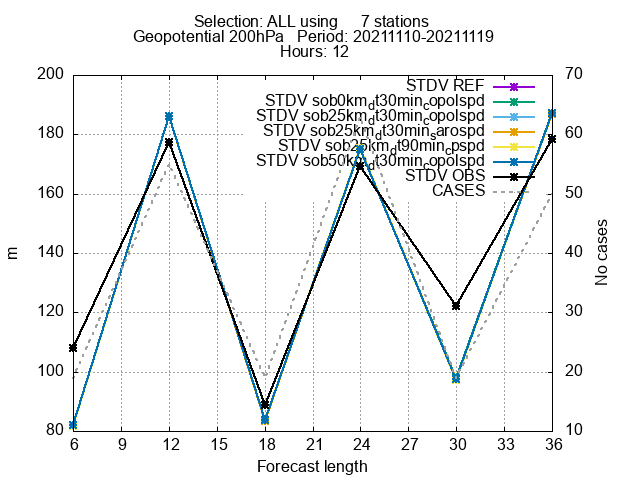 Selection: ALL using 7 stations
Geopotential 200hPa Period: 20211110-20211119
Hours: 12
200 70
STDV REF
STDV sob0km_dt30min_copolspd
STDV sob25km_dt30min_copolspd
180 60
STDV sob25km_dt30min_sarospd
STDV sob25km_dt90min_cpspd
STDV sob50km_dt30min_copolspd
STDV OBS
CASES
160 50
m
140 40
No cases
120 30
100 20
80 10
6 9 12 15 18 21 24 27 30 33 36
Forecast length